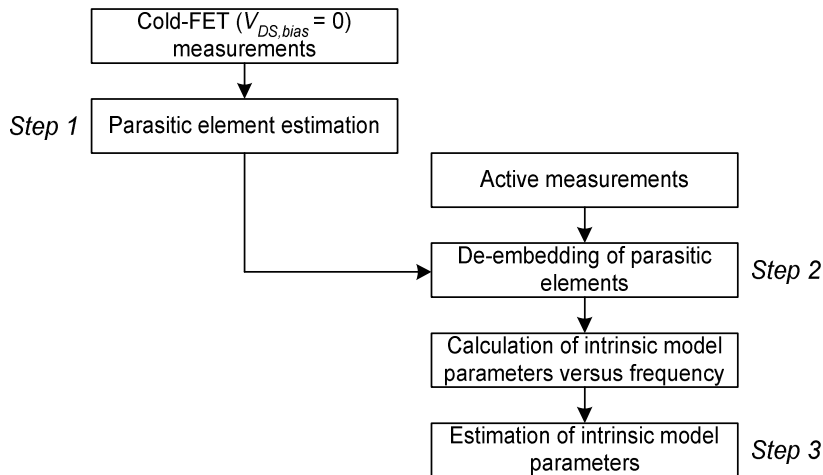 Cold-FET (V_DS,bias = 0)
measurements
Step 1
Parasitic element estimation
Active measurements
De-embedding of parasitic
elements
Step 2
Calculation of intrinsic model
parameters versus frequency
Estimation of intrinsic model
parameters
Step 3